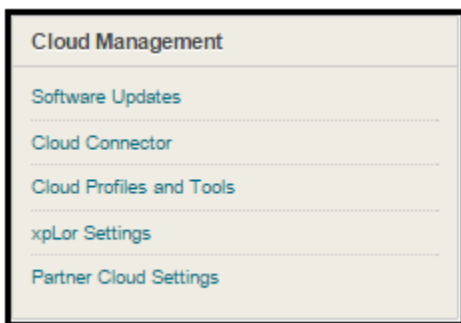 Cloud Management
Software Updates
Cloud Connector
Cloud Profiles and Tools
xpLor Settings
Partner Cloud Settings